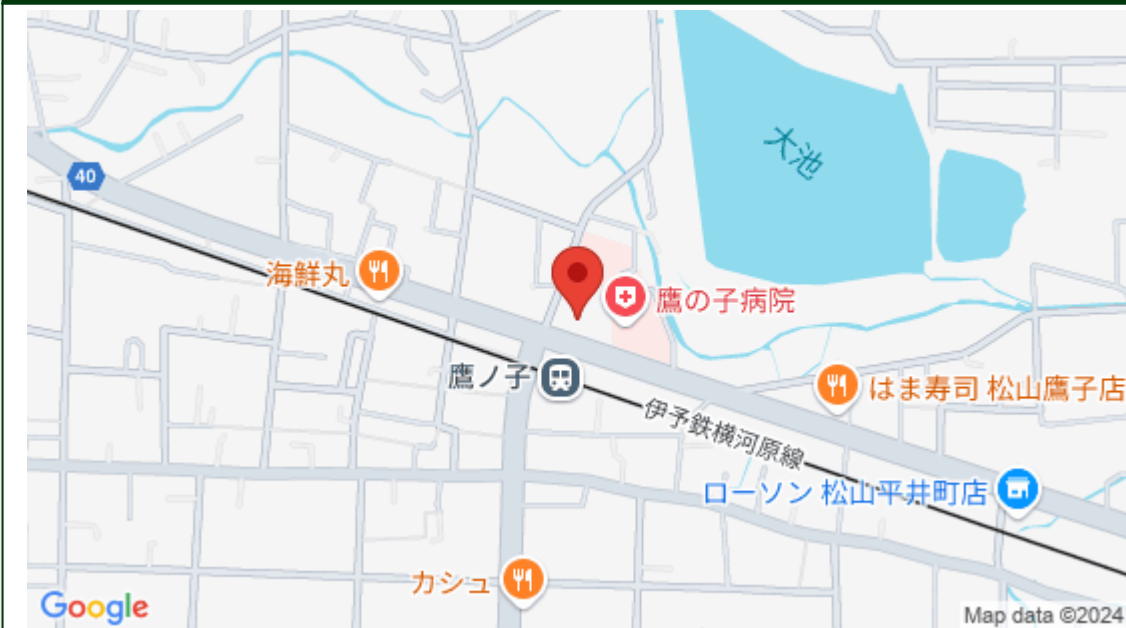 大池
40
海鮮丸
鷹の子病院
鷹ノ子
はま寿司 松山鷹子店
伊予鉄横河原線
ローソン 松山平井町店
カシュ
Google
Map data ©2024